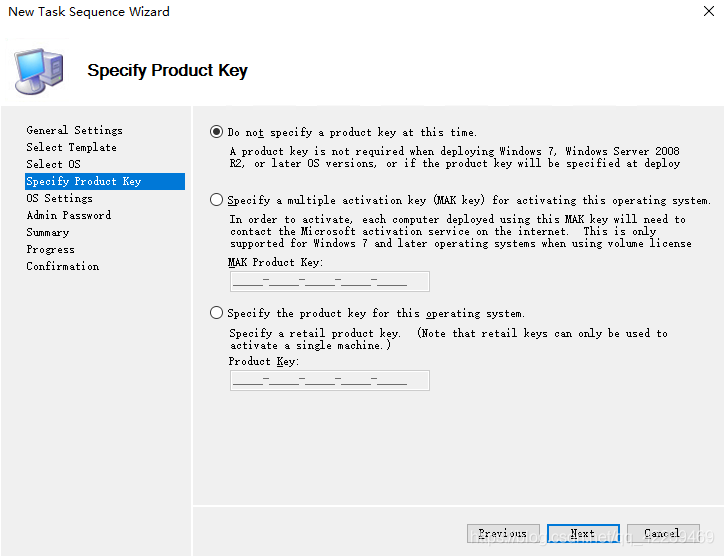 New Task Sequence Wizard
Specify Product Key
General Settings
Select Template
Select OS
Specify Product Key
OS Settings
Admin Password
Summary
Progress
Confirmation
Do not specify a product key at this time.
A product key is not required when deploying Windows 7, Windows Server 2008
R2, or later OS versions, or if the product key will be specified at deploy
Specify a multiple activation key (MAK key) for activating this operating system.
In order to activate, each computer deployed using this MAK key will need to
contact the Microsoft activation service on the internet. This is only
supported for Windows 7 and later operating systems when using volume license
MAK Product Key:
_____-_____-_____-_____-_____
Specify the product key for this operating system.
Specify a retail product key. (Note that retail keys can only be used to
activate a single machine.)
Product Key:
_____-_____-_____-_____-_____
Previous
Next
Cancel